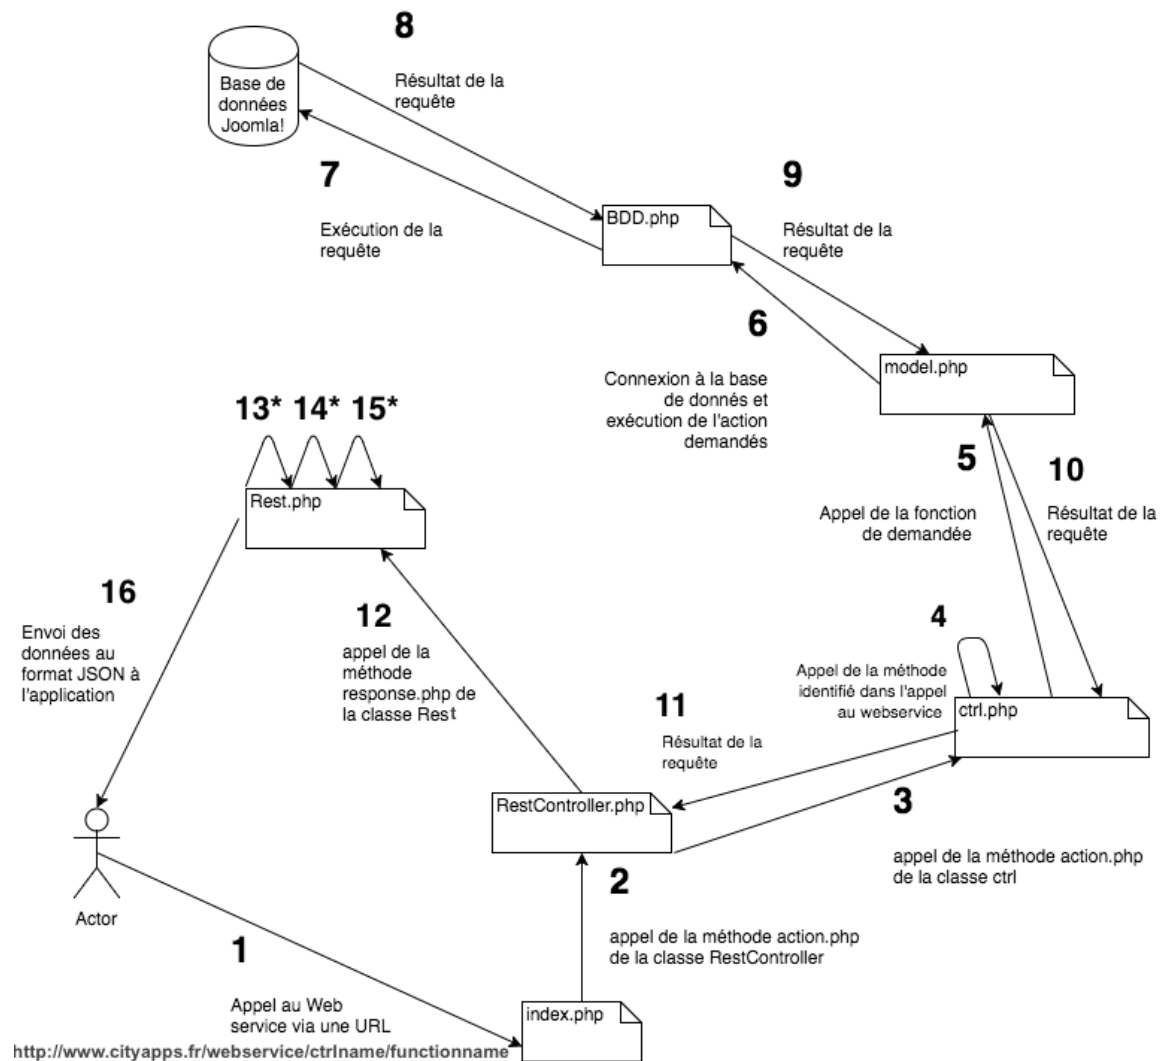 8
Résultat de la
requête
Base de
données
Joomla!
7
Exécution de la
requête
9
Résultat de la
requête
BDD.php
6
Connexion à la base
de donnés et
exécution de l'action
demandés
model.php
13* 14* 15*
Rest.php
5
Appel de la fonction
de demandée
10
Résultat de la
requête
16
Envoi des
données au
format JSON à
l'application
12
appel de la
méthode
response.php de
la classe Rest
4
Appel de la méthode
identifié dans l'appel
au webservice
ctrl.php
11
Résultat de la
requête
RestController.php
3
appel de la méthode action.php
de la classe ctrl
Actor
2
appel de la méthode action.php
de la classe RestController
1
Appel au Web
service via une URL
index.php
http://www.cityapps.fr/webservice/ctrlname/functionname